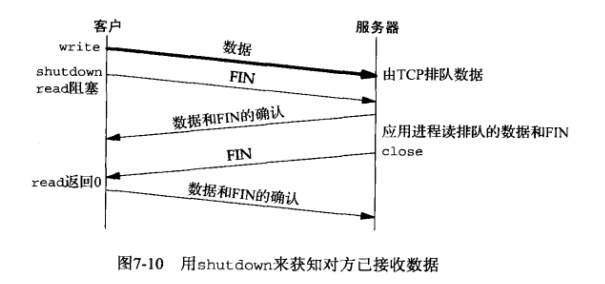 客户
服务器
write
数据
由TCP排队数据
shutdown
FIN
read阻塞
数据和FIN的确认
应用进程读排队的数据和FIN
close
FIN
read返回0
数据和FIN的确认
图7-10 用shutdown来获知对方已接收数据